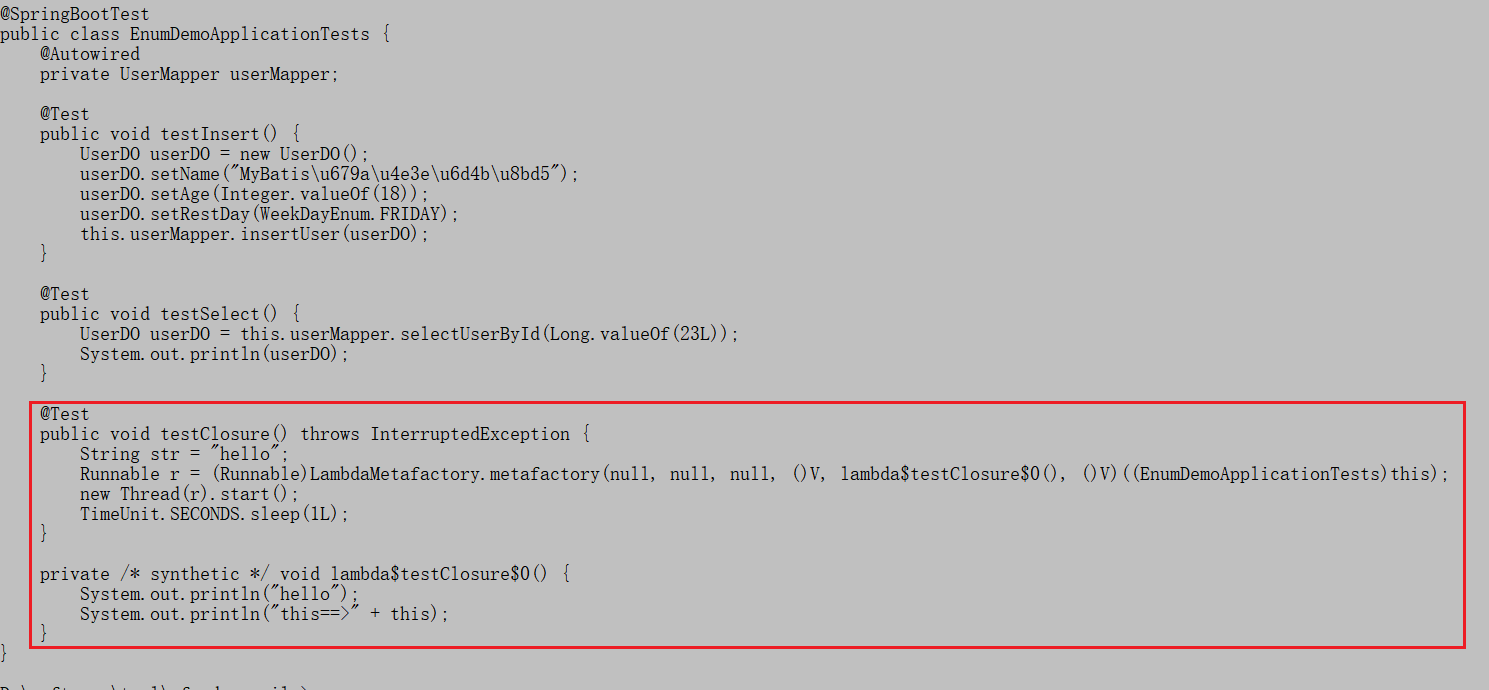 @SpringBootTest
public class EnumDemoApplicationTests {
    @Autowired
    private UserMapper userMapper;

    @Test
    public void testInsert() {
        UserDO userDO = new UserDO();
        userDO.setName("MyBatis\u679a\u4e3e\u6d4b\u8bd5");
        userDO.setAge(Integer.valueOf(18));
        userDO.setRestDay(WeekDayEnum.FRIDAY);
        this.userMapper.insertUser(userDO);
    }

    @Test
    public void testSelect() {
        UserDO userDO = this.userMapper.selectUserById(Long.valueOf(23L));
        System.out.println(userDO);
    }

    @Test
    public void testClosure() throws InterruptedException {
        String str = "hello";
        Runnable r = (Runnable)LambdaMetafactory.metafactory(null, null, null, ()V, lambda$testClosure$0(), ()V)((EnumDemoApplicationTests)this);
        new Thread(r).start();
        TimeUnit.SECONDS.sleep(1L);
    }

    private /* synthetic */ void lambda$testClosure$0() {
        System.out.println("hello");
        System.out.println("this==>" + this);
    }
}